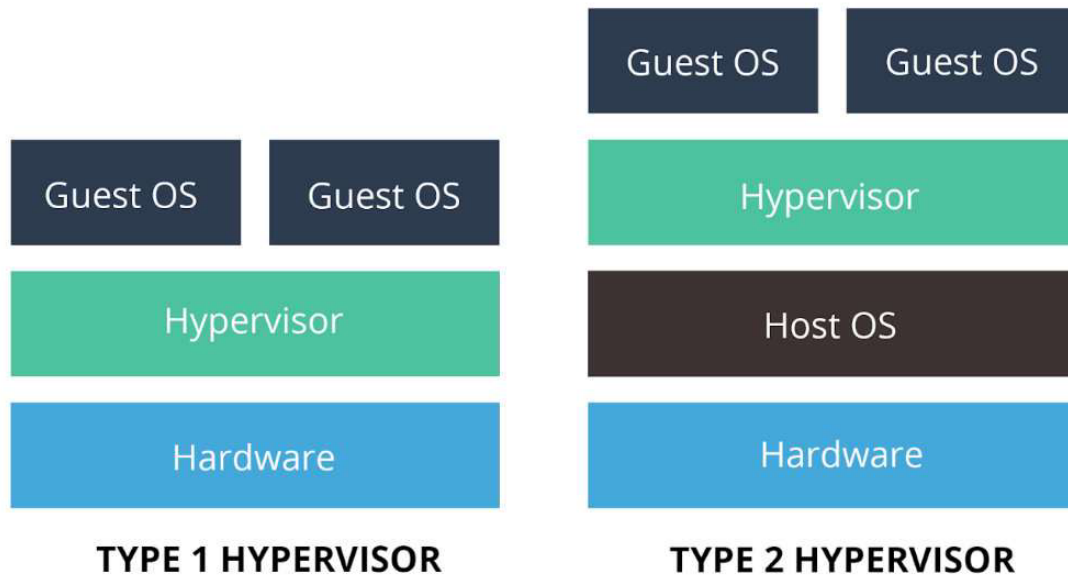 Guest OS Guest OS
Hypervisor
Hardware
TYPE 1 HYPERVISOR
Guest OS Guest OS
Hypervisor
Host OS
Hardware
TYPE 2 HYPERVISOR